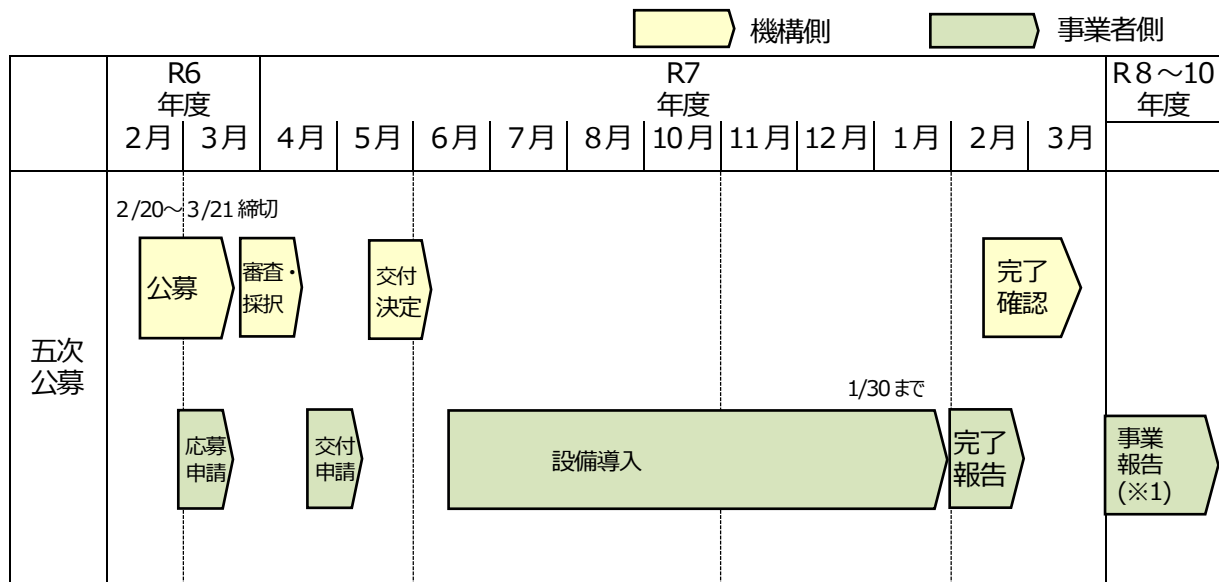 機構側
事業者側
R6
年度
R7
年度
R8～10
年度
2月
3月
4月
5月
6月
7月
8月
10月
11月
12月
1月
2月
3月
五次
公募
2/20～3/21締切
公募
審査・
採択
交付
決定
完了
確認
1/30まで
応募
申請
交付
申請
設備導入
完了
報告
事業
報告
(※1)